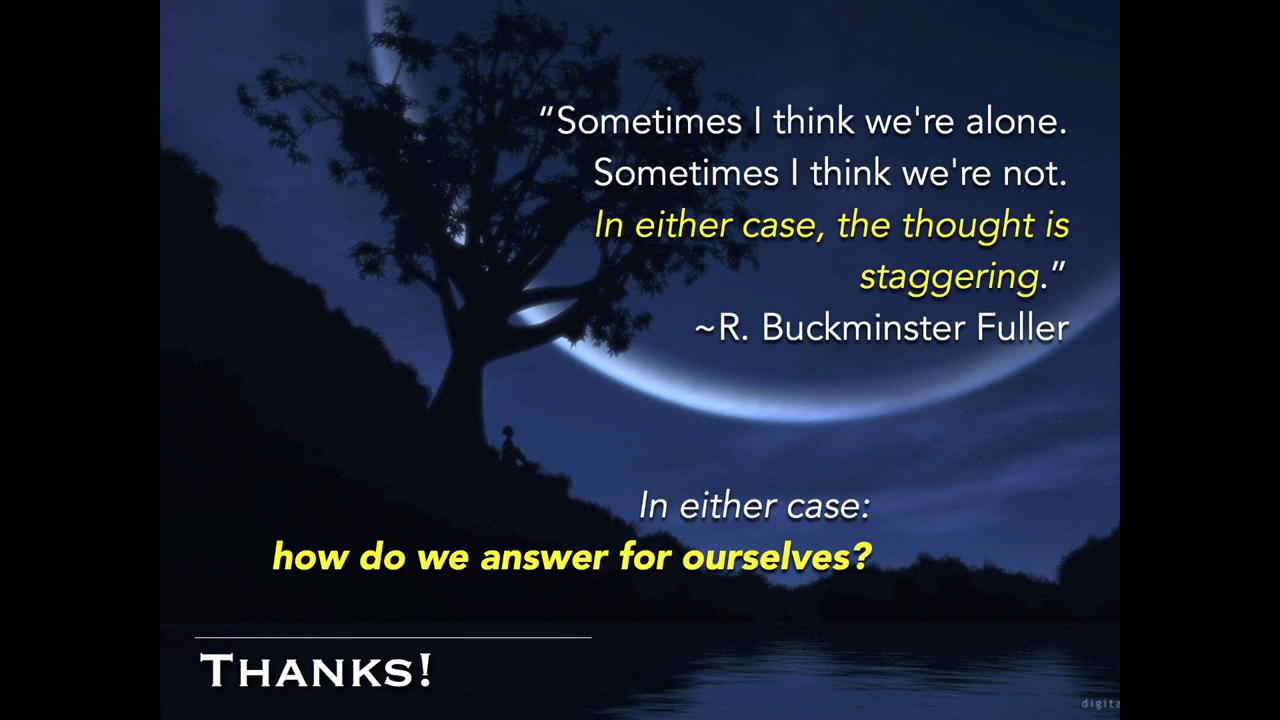 “Sometimes I think we're alone.
Sometimes I think we're not.
In either case, the thought is
staggering.”
~R. Buckminster Fuller
In either case:
how do we answer for ourselves?
THANKS!
digita